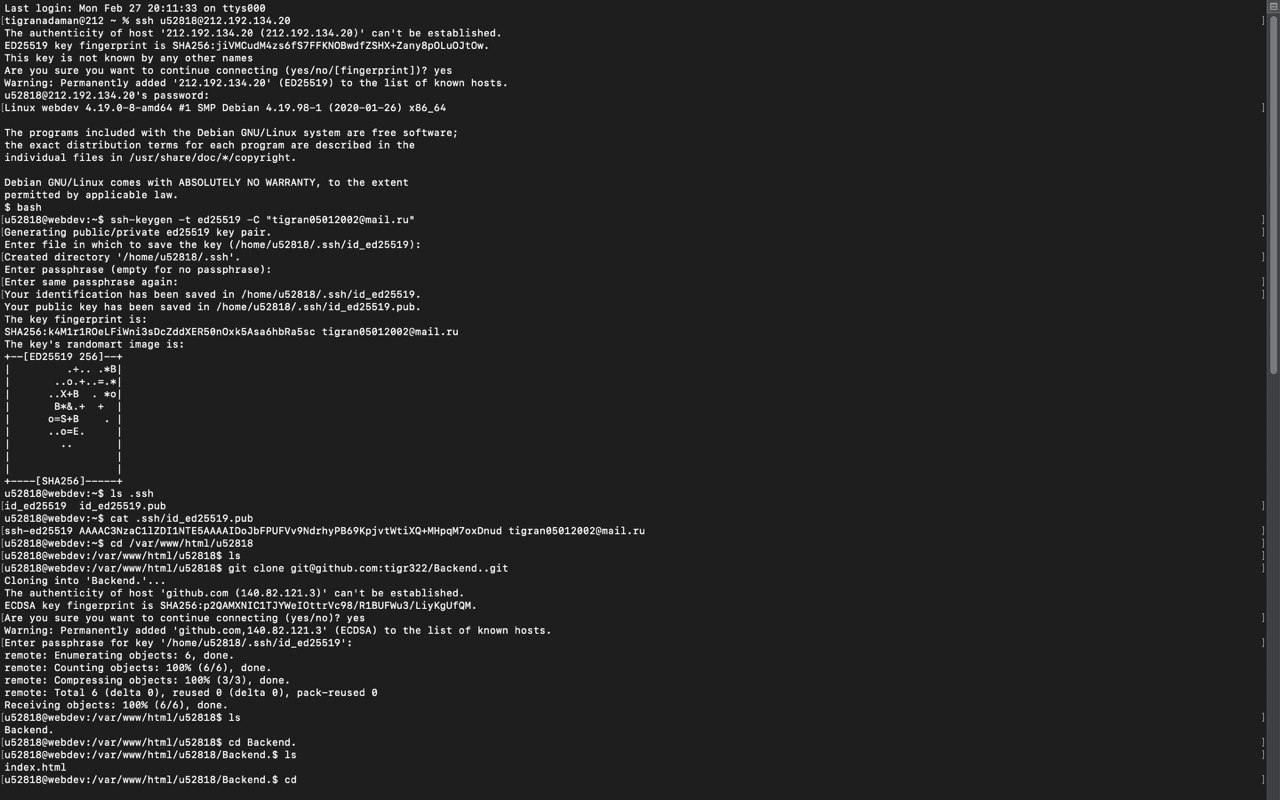 Last login: Mon Feb 27 20:11:33 on ttys000
[tigranadaman@212 ~ % ssh u52818@212.192.134.20 ]
The authenticity of host '212.192.134.20 (212.192.134.20)' can't be established.
ED25519 key fingerprint is SHA256:jiVMCudM4zs6fS7FFKNOBwdfZSHX+Zany8pOLuOJtOw.
This key is not known by any other names
Are you sure you want to continue connecting (yes/no/[fingerprint])? yes
Warning: Permanently added '212.192.134.20' (ED25519) to the list of known hosts.
u52818@212.192.134.20's password:
[Linux webdev 4.19.0-8-amd64 #1 SMP Debian 4.19.98-1 (2020-01-26) x86_64 ]
The programs included with the Debian GNU/Linux system are free software;
the exact distribution terms for each program are described in the
individual files in /usr/share/doc/*/copyright.
Debian GNU/Linux comes with ABSOLUTELY NO WARRANTY, to the extent
permitted by applicable law.
$ bash
[u52818@webdev:~$ ssh-keygen -t ed25519 -C "tigran05012002@mail.ru" ]
[Generating public/private ed25519 key pair. ]
Enter file in which to save the key (/home/u52818/.ssh/id_ed25519):
[Created directory '/home/u52818/.ssh'. ]
Enter passphrase (empty for no passphrase):
[Enter same passphrase again: ]
[Your identification has been saved in /home/u52818/.ssh/id_ed25519. ]
Your public key has been saved in /home/u52818/.ssh/id_ed25519.pub.
The key fingerprint is:
SHA256:k4M1r1ROeLFiWni3sDcZddXER50nOxk5Asa6hbRa5sc tigran05012002@mail.ru
The key's randomart image is:
+--[ED25519 256]--+
|         .+.. .*B|
|       ..o.+..=.*|
|      ..X+B  . *o|
|       B*&.+  +  |
|      o=S+B    . |
|      ..o=E.     |
|        ..       |
|                 |
|                 |
+----[SHA256]-----+
u52818@webdev:~$ ls .ssh
[id_ed25519  id_ed25519.pub ]
u52818@webdev:~$ cat .ssh/id_ed25519.pub
[ssh-ed25519 AAAAC3NzaC1lZDI1NTE5AAAAIDoJbFPUFVv9NdrhyPB69KpjvtWtiXQ+MHpqM7oxDnud tigran05012002@mail.ru ]
[u52818@webdev:~$ cd /var/www/html/u52818 ]
[u52818@webdev:/var/www/html/u52818$ ls ]
[u52818@webdev:/var/www/html/u52818$ git clone git@github.com:tigr322/Backend..git ]
Cloning into 'Backend.'...
The authenticity of host 'github.com (140.82.121.3)' can't be established.
ECDSA key fingerprint is SHA256:p2QAMXNIC1TJYWeIOttrVc98/R1BUFWu3/LiyKgUfQM.
[Are you sure you want to continue connecting (yes/no)? yes ]
Warning: Permanently added 'github.com,140.82.121.3' (ECDSA) to the list of known hosts.
[Enter passphrase for key '/home/u52818/.ssh/id_ed25519': ]
remote: Enumerating objects: 6, done.
remote: Counting objects: 100% (6/6), done.
remote: Compressing objects: 100% (3/3), done.
remote: Total 6 (delta 0), reused 0 (delta 0), pack-reused 0
Receiving objects: 100% (6/6), done.
[u52818@webdev:/var/www/html/u52818$ ls ]
Backend.
[u52818@webdev:/var/www/html/u52818$ cd Backend. ]
[u52818@webdev:/var/www/html/u52818/Backend.$ ls ]
index.html
[u52818@webdev:/var/www/html/u52818/Backend.$ cd ]